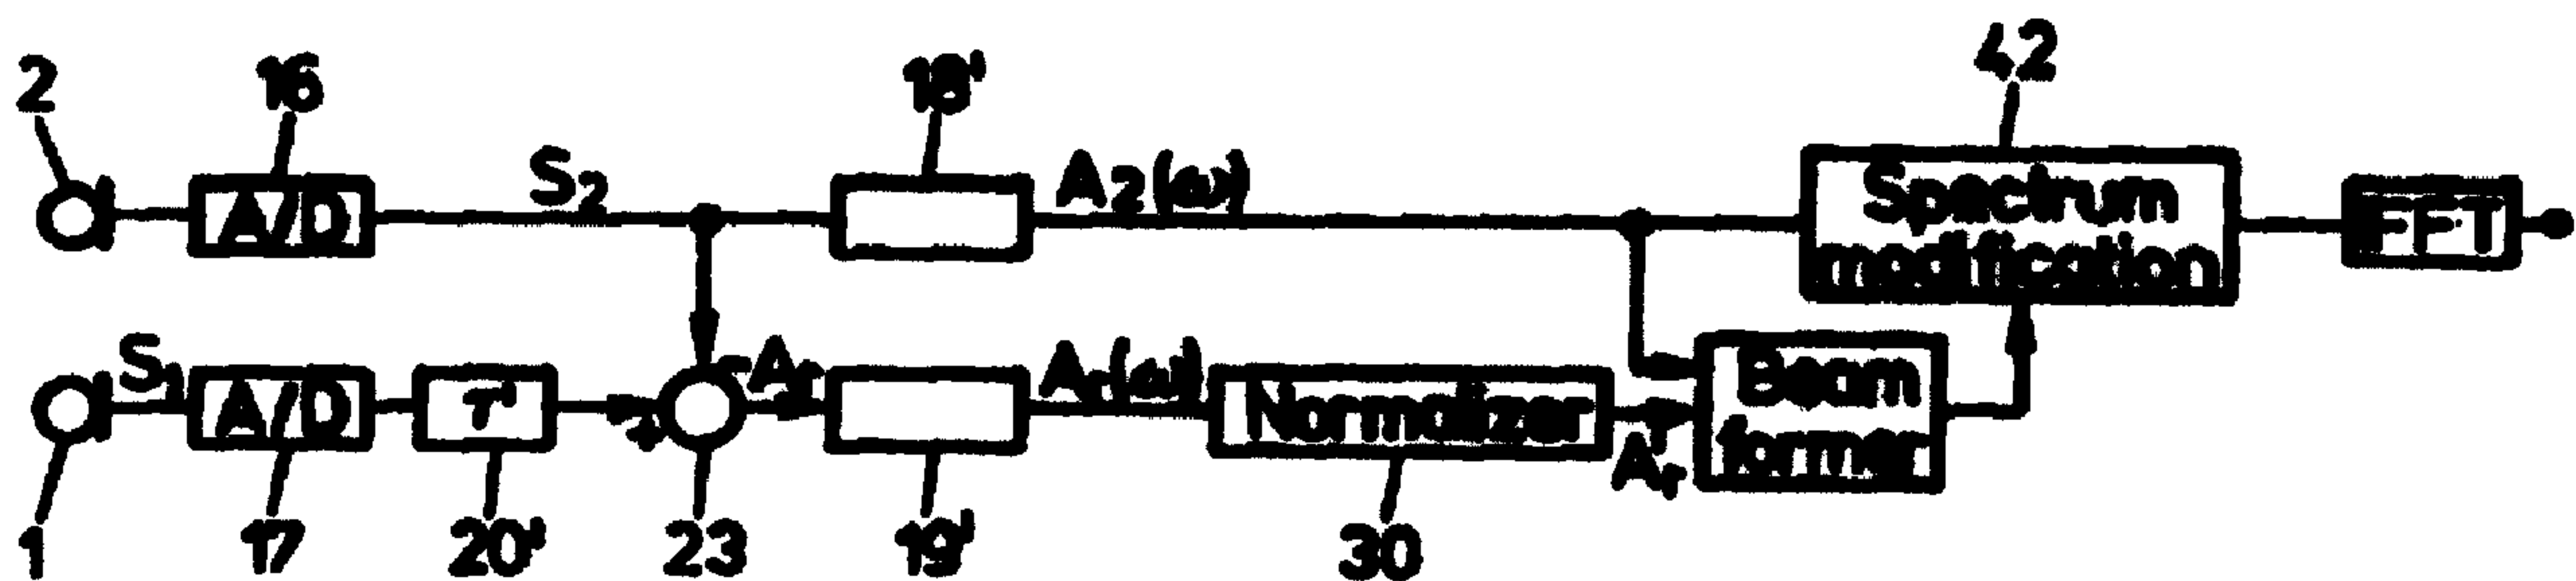 2
16
18'
42
A/D
S2
A2(ω)
Spectrum
modification
S1
A/D
τ'
+
-
Ar
Ar(ω)
Normalizer
A'r
Beam
former
1
17
20'
23
19'
30